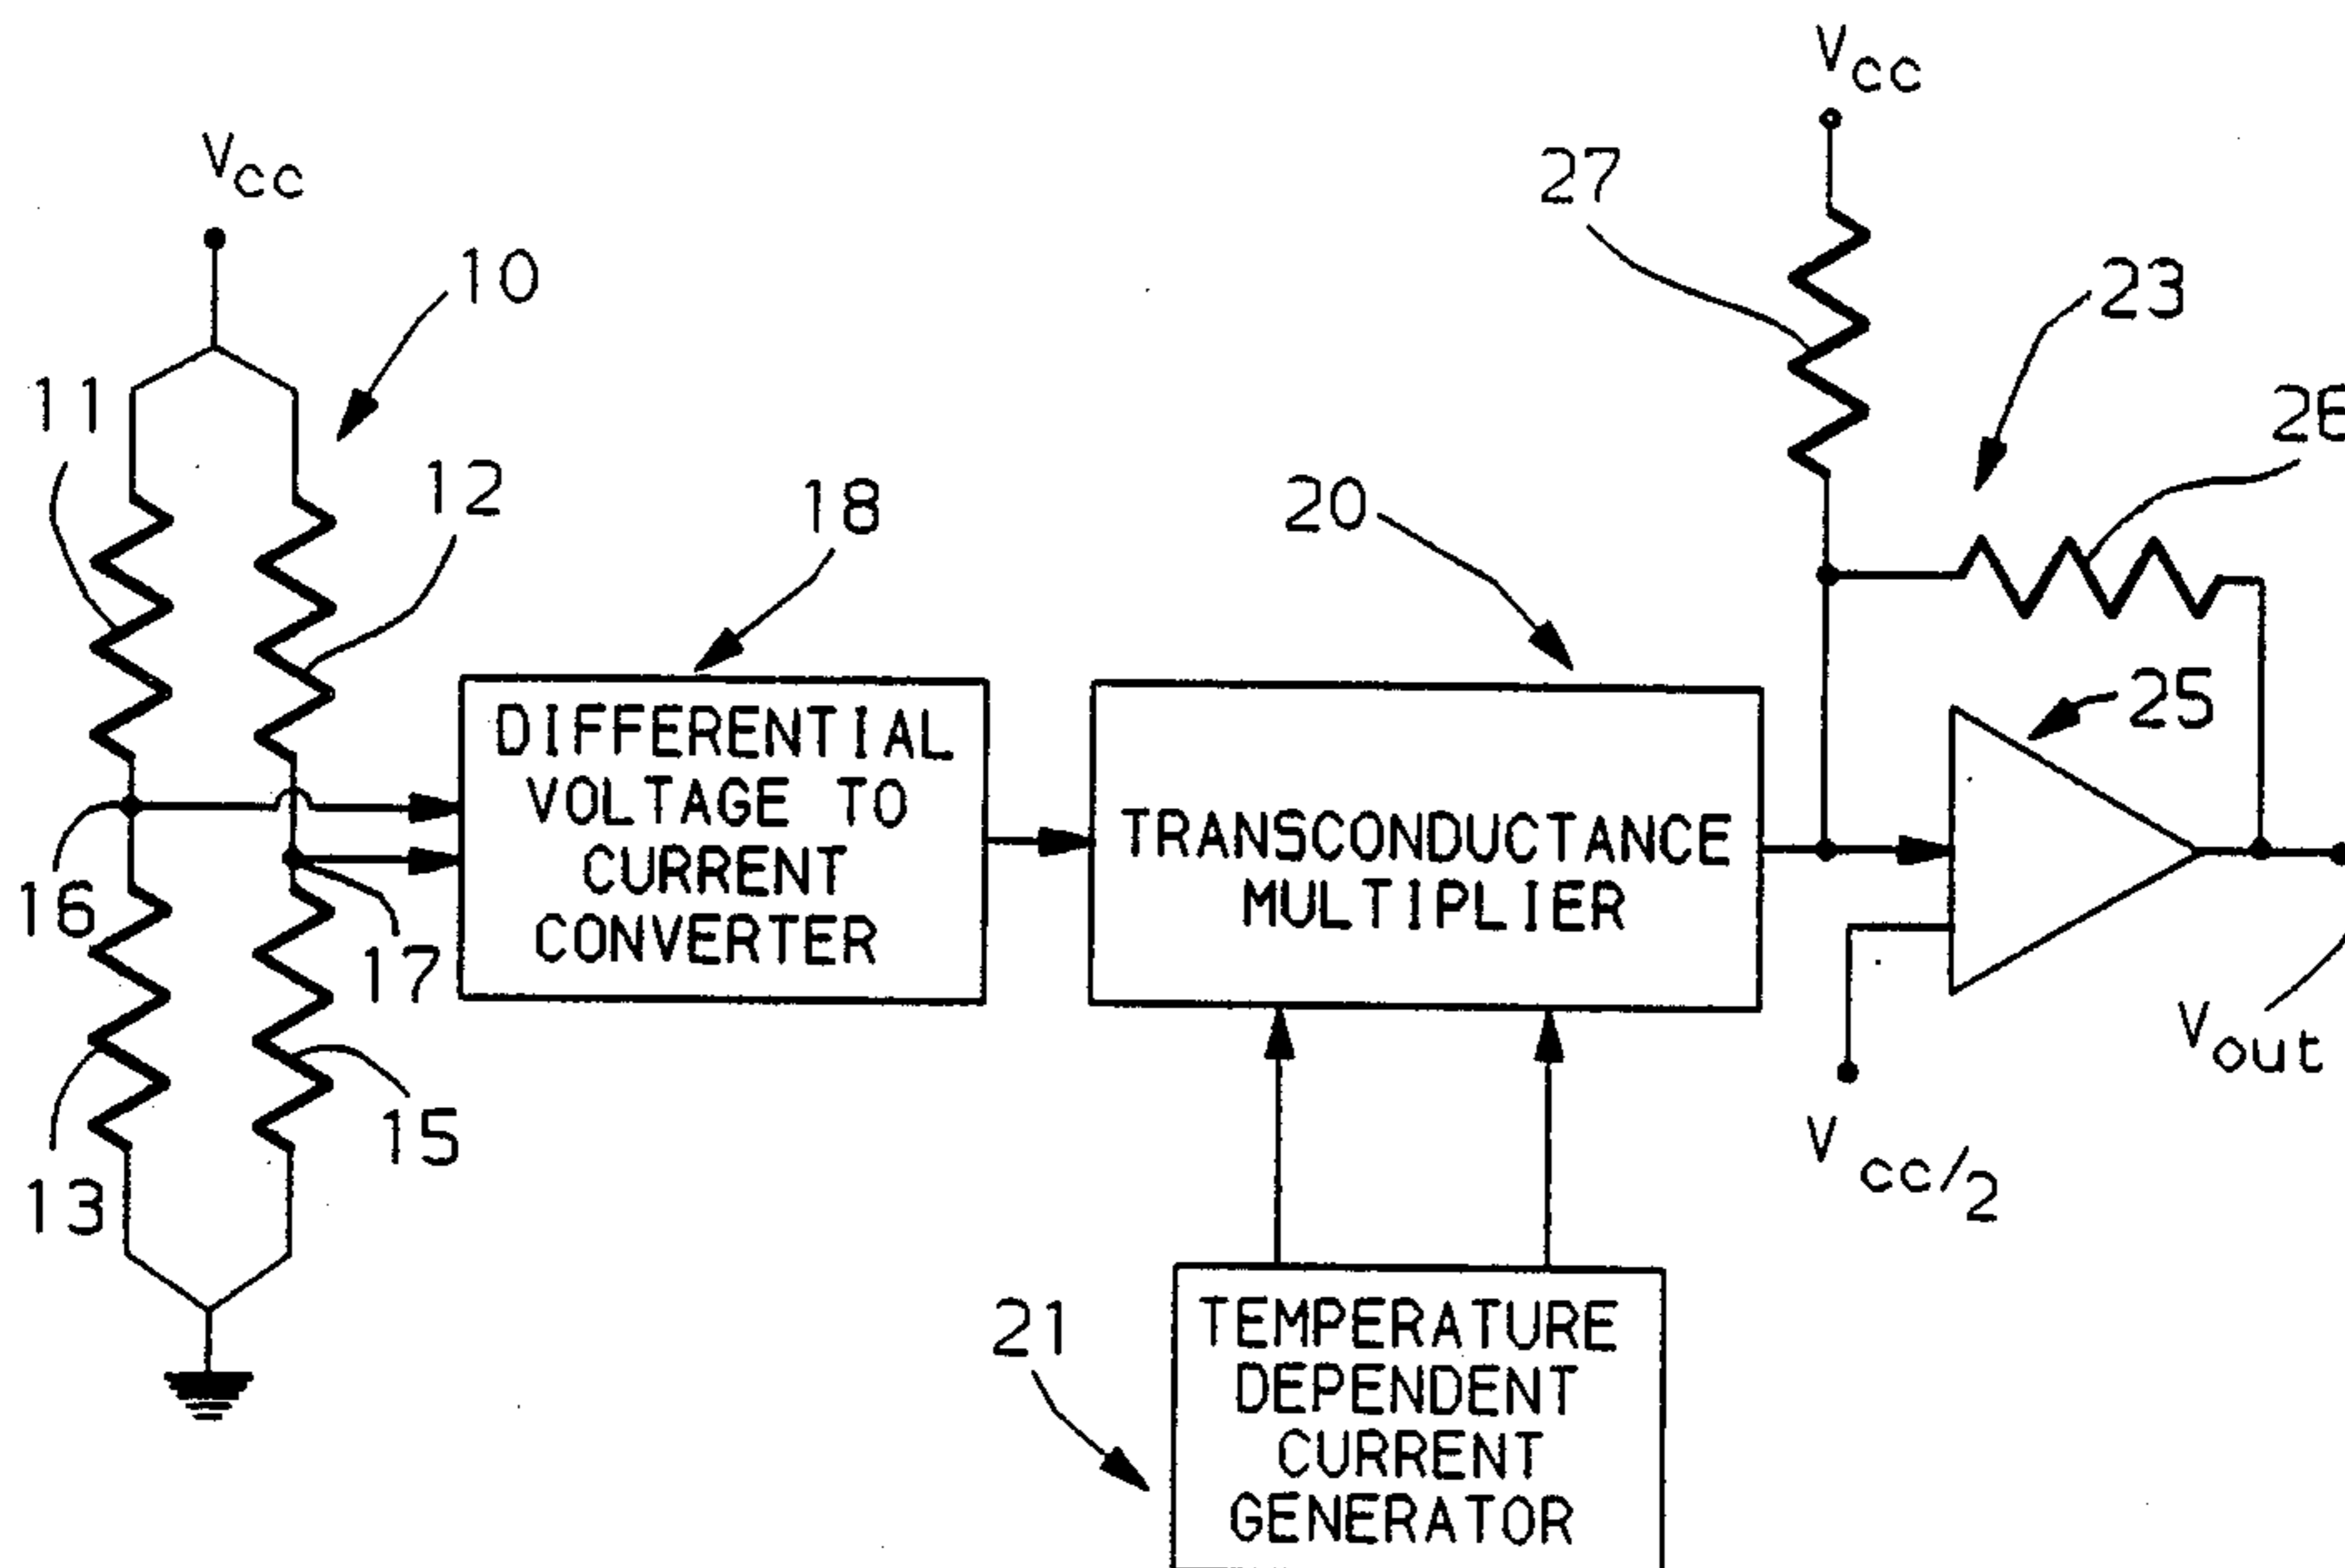 Vcc
Vcc
27
10
23
11
12
18
20
25
DIFFERENTIAL
VOLTAGE TO
CURRENT
CONVERTER
TRANSCONDUCTANCE
MULTIPLIER
16
17
Vout
15
Vcc/2
13
21
TEMPERATURE
DEPENDENT
CURRENT
GENERATOR